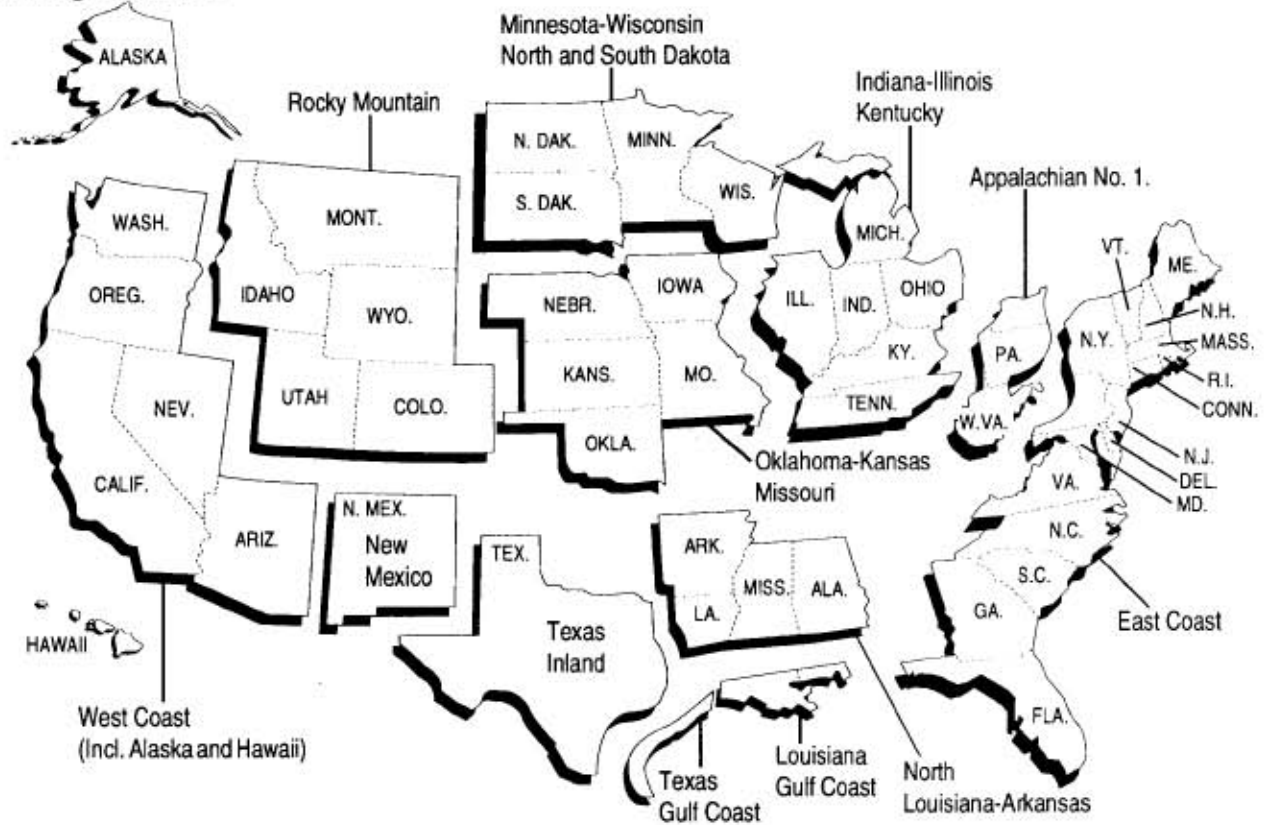 ALASKA
Rocky Mountain
Minnesota-Wisconsin
North and South Dakota
Indiana-Illinois
Kentucky
Appalachian No. 1.
WASH.
OREG.
CALIF.
NEV.
ARIZ.
HAWAII
West Coast
(Incl. Alaska and Hawaii)
MONT.
IDAHO
WYO.
UTAH
COLO.
N. MEX.
New
Mexico
N. DAK.
S. DAK.
MINN.
WIS.
NEBR.
IOWA
KANS.
MO.
OKLA.
Oklahoma-Kansas
Missouri
TEX.
Texas
Inland
MICH.
ILL.
IND.
OHIO
KY.
TENN.
PA.
W.VA.
ARK.
LA.
MISS.
ALA.
Texas
Gulf Coast
Louisiana
Gulf Coast
North
Louisiana-Arkansas
VT.
ME.
N.H.
N.Y.
MASS.
R.I.
CONN.
N.J.
DEL.
MD.
VA.
N.C.
S.C.
GA.
FLA.
East Coast